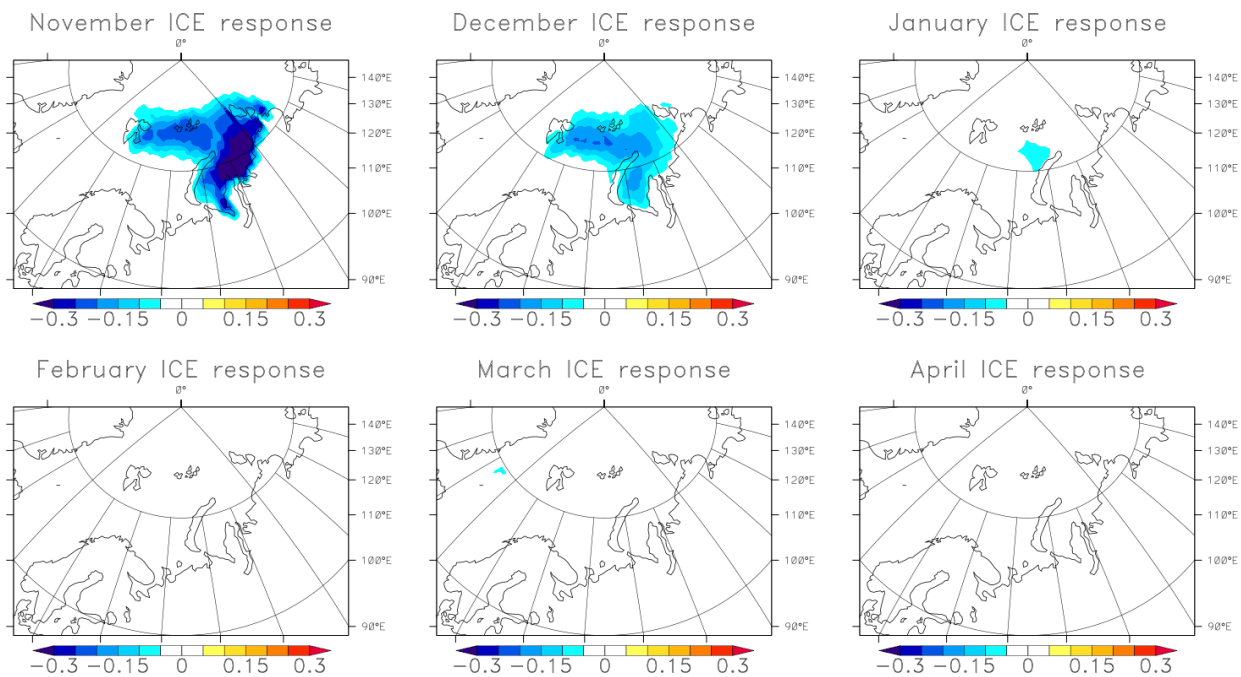 November ICE response
December ICE response
January ICE response
0°
0°
0°
140°E
140°E
140°E
130°E
130°E
130°E
120°E
120°E
120°E
110°E
110°E
110°E
100°E
100°E
100°E
90°E
90°E
90°E
−0.3 −0.15 0 0.15 0.3
−0.3 −0.15 0 0.15 0.3
−0.3 −0.15 0 0.15 0.3
February ICE response
March ICE response
April ICE response
0°
0°
0°
140°E
140°E
140°E
130°E
130°E
130°E
120°E
120°E
120°E
110°E
110°E
110°E
100°E
100°E
100°E
90°E
90°E
90°E
−0.3 −0.15 0 0.15 0.3
−0.3 −0.15 0 0.15 0.3
−0.3 −0.15 0 0.15 0.3